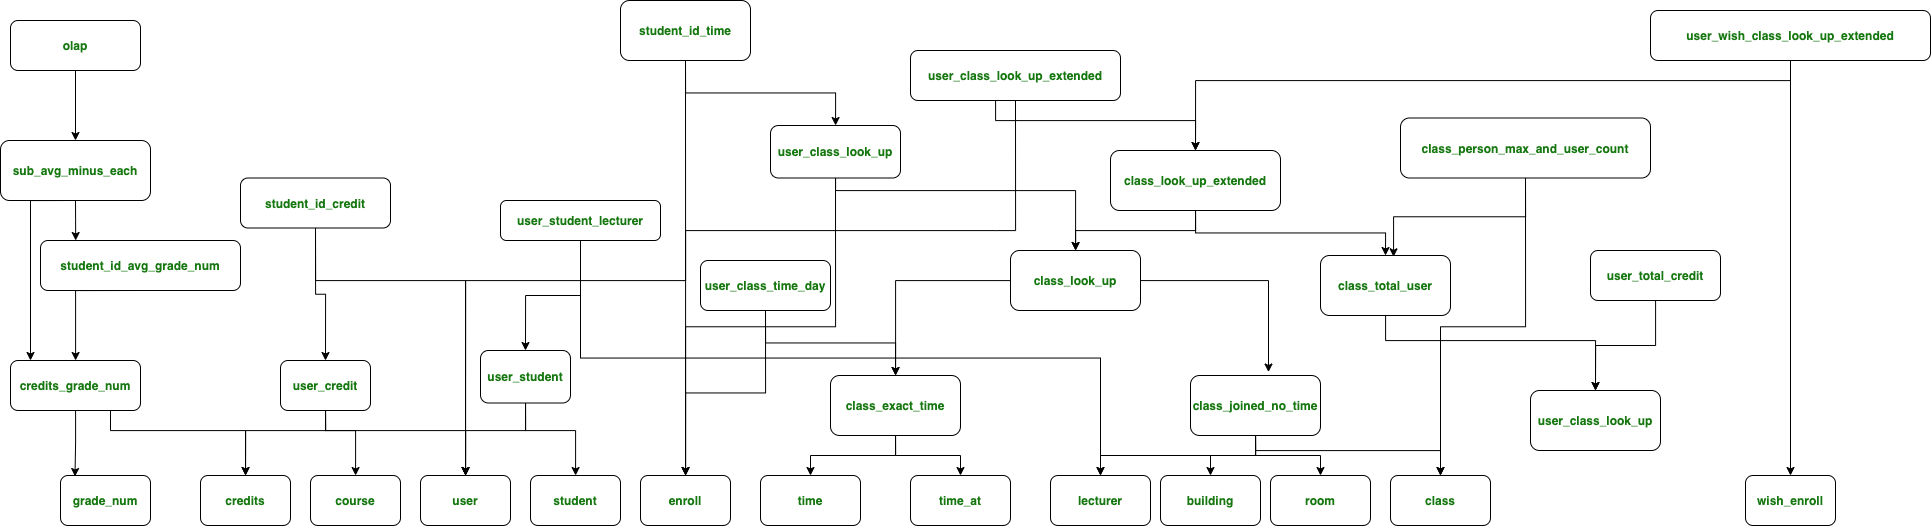 student_id_time
olap
user_wish_class_look_up_extended
user_class_look_up_extended
user_class_look_up
class_person_max_and_user_count
sub_avg_minus_each
class_look_up_extended
student_id_credit
user_student_lecturer
student_id_avg_grade_num
user_class_time_day
class_look_up
class_total_user
user_total_credit
credits_grade_num
user_credit
user_student
class_exact_time
class_joined_no_time
user_class_look_up
grade_num
credits
course
user
student
enroll
time
time_at
lecturer
building
room
class
wish_enroll